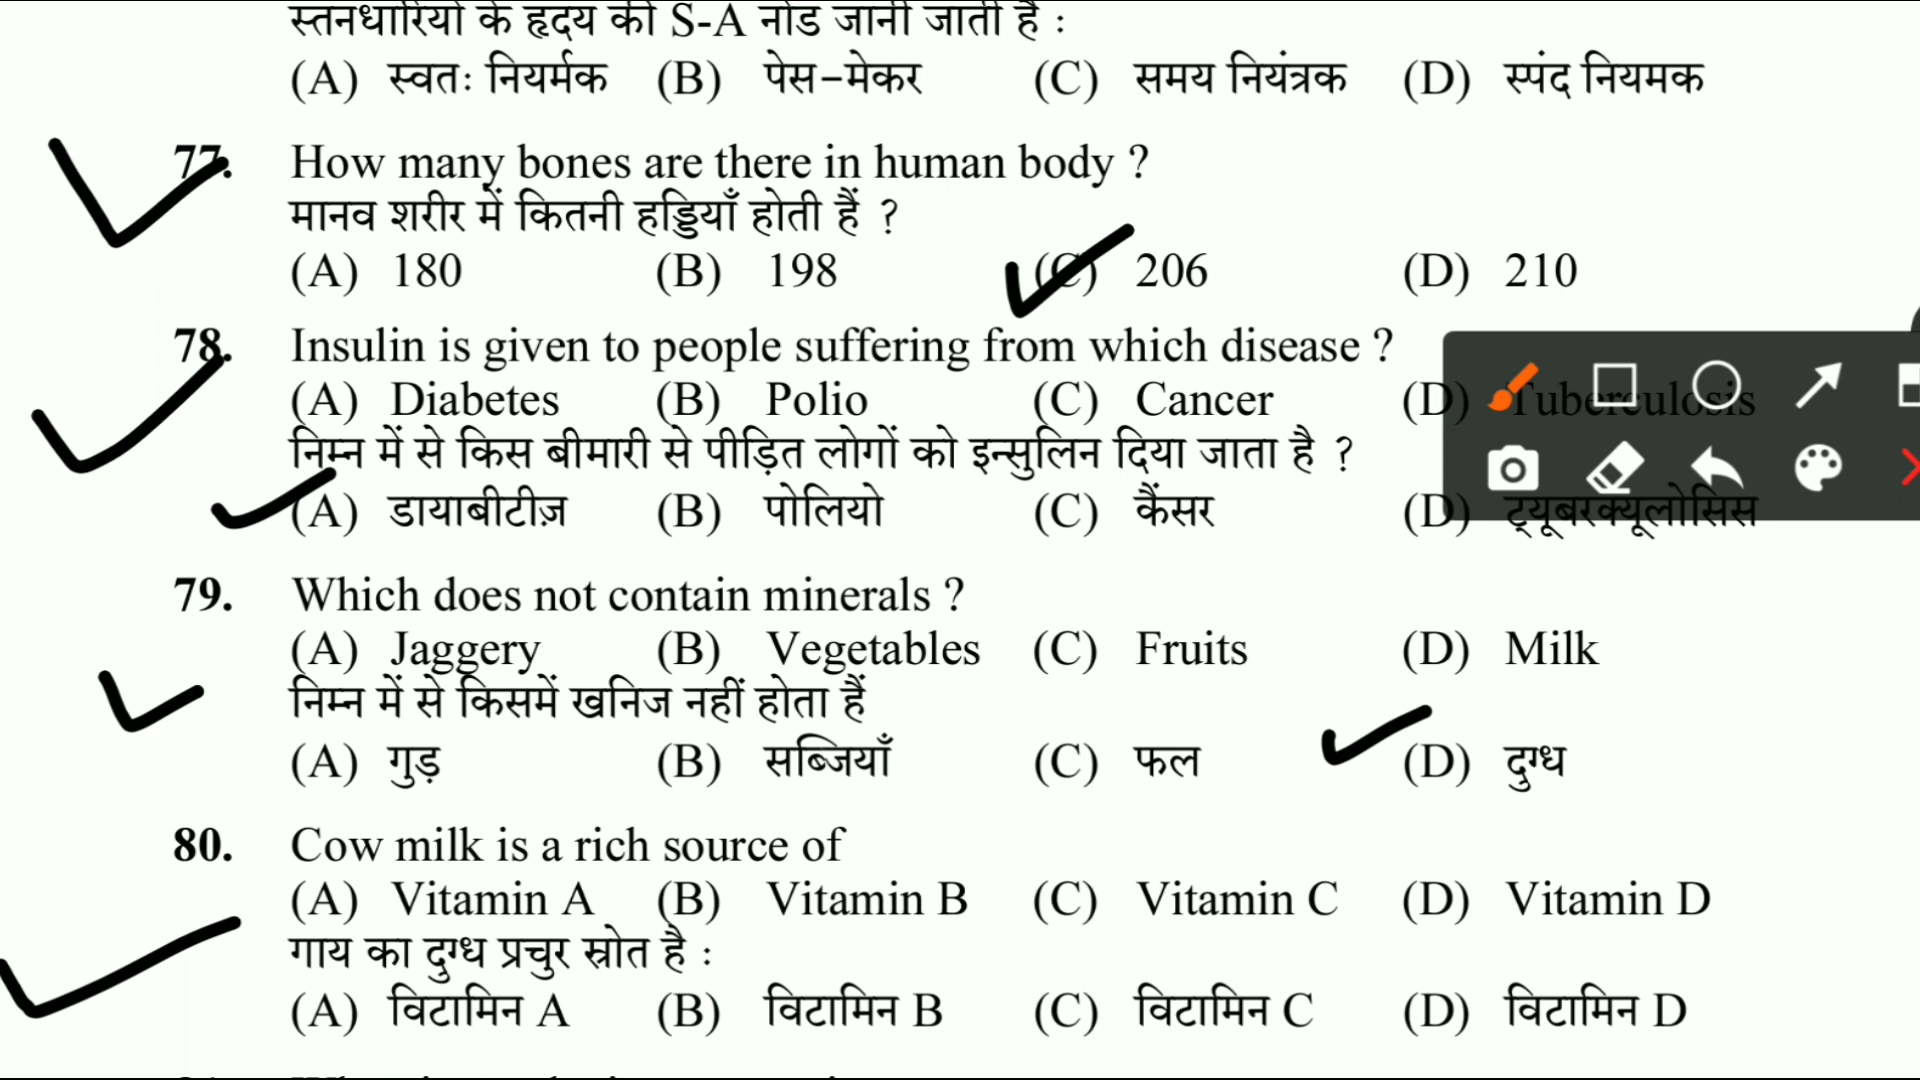 स्तनधारियों के हृदय की S-A नोड जानी जाती है :
(A) स्वतः नियर्मक (B) पेस-मेकर (C) समय नियंत्रक (D) स्पंद नियमक
77. How many bones are there in human body ?
मानव शरीर में कितनी हड्डियाँ होती हैं ?
(A) 180 (B) 198 (C) 206 (D) 210
78. Insulin is given to people suffering from which disease ?
(A) Diabetes (B) Polio (C) Cancer (D) Tuberculosis
निम्न में से किस बीमारी से पीड़ित लोगों को इन्सुलिन दिया जाता है ?
(A) डायाबीटीज़ (B) पोलियो (C) कैंसर (D) ट्यूबरक्यूलोसिस
79. Which does not contain minerals ?
(A) Jaggery (B) Vegetables (C) Fruits (D) Milk
निम्न में से किसमें खनिज नहीं होता हैं
(A) गुड़ (B) सब्जियाँ (C) फल (D) दुग्ध
80. Cow milk is a rich source of
(A) Vitamin A (B) Vitamin B (C) Vitamin C (D) Vitamin D
गाय का दुग्ध प्रचुर स्रोत है :
(A) विटामिन A (B) विटामिन B (C) विटामिन C (D) विटामिन D